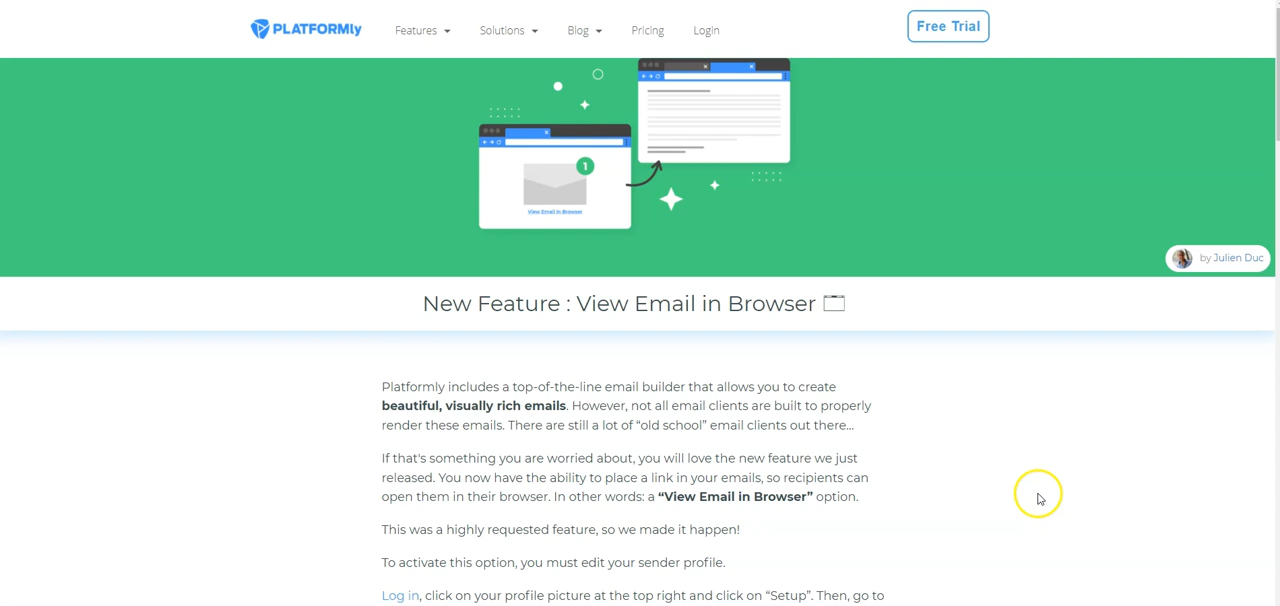 PLATFORMLY
Features
Solutions
Blog
Pricing
Login
Free Trial
1
View Email in Browser
by Julien Duc
New Feature : View Email in Browser
Platformly includes a top-of-the-line email builder that allows you to create
beautiful, visually rich emails. However, not all email clients are built to properly
render these emails. There are still a lot of “old school” email clients out there...
If that's something you are worried about, you will love the new feature we just
released. You now have the ability to place a link in your emails, so recipients can
open them in their browser. In other words: a “View Email in Browser” option.
This was a highly requested feature, so we made it happen!
To activate this option, you must edit your sender profile.
Log in, click on your profile picture at the top right and click on “Setup”. Then, go to